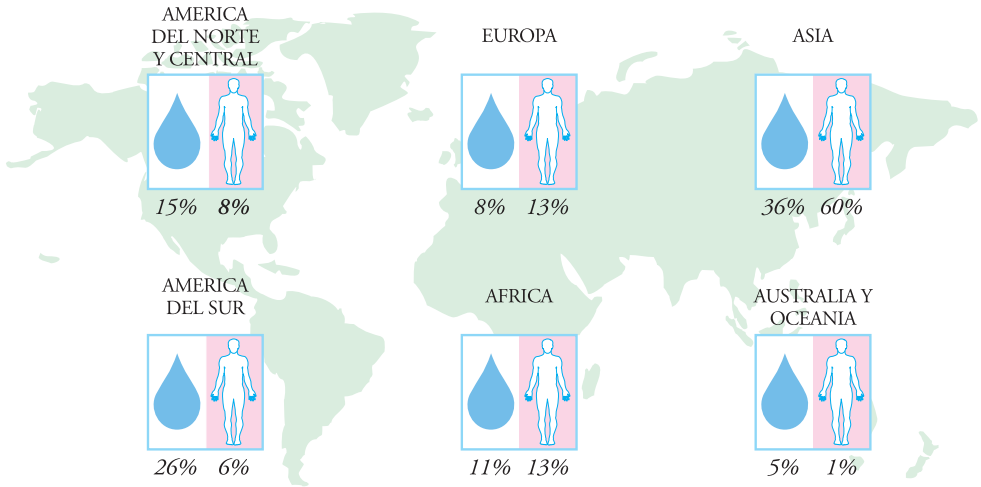 AMERICA
DEL NORTE
Y CENTRAL
15% 8%
EUROPA
8% 13%
ASIA
36% 60%
AMERICA
DEL SUR
26% 6%
AFRICA
11% 13%
AUSTRALIA Y
OCEANIA
5% 1%